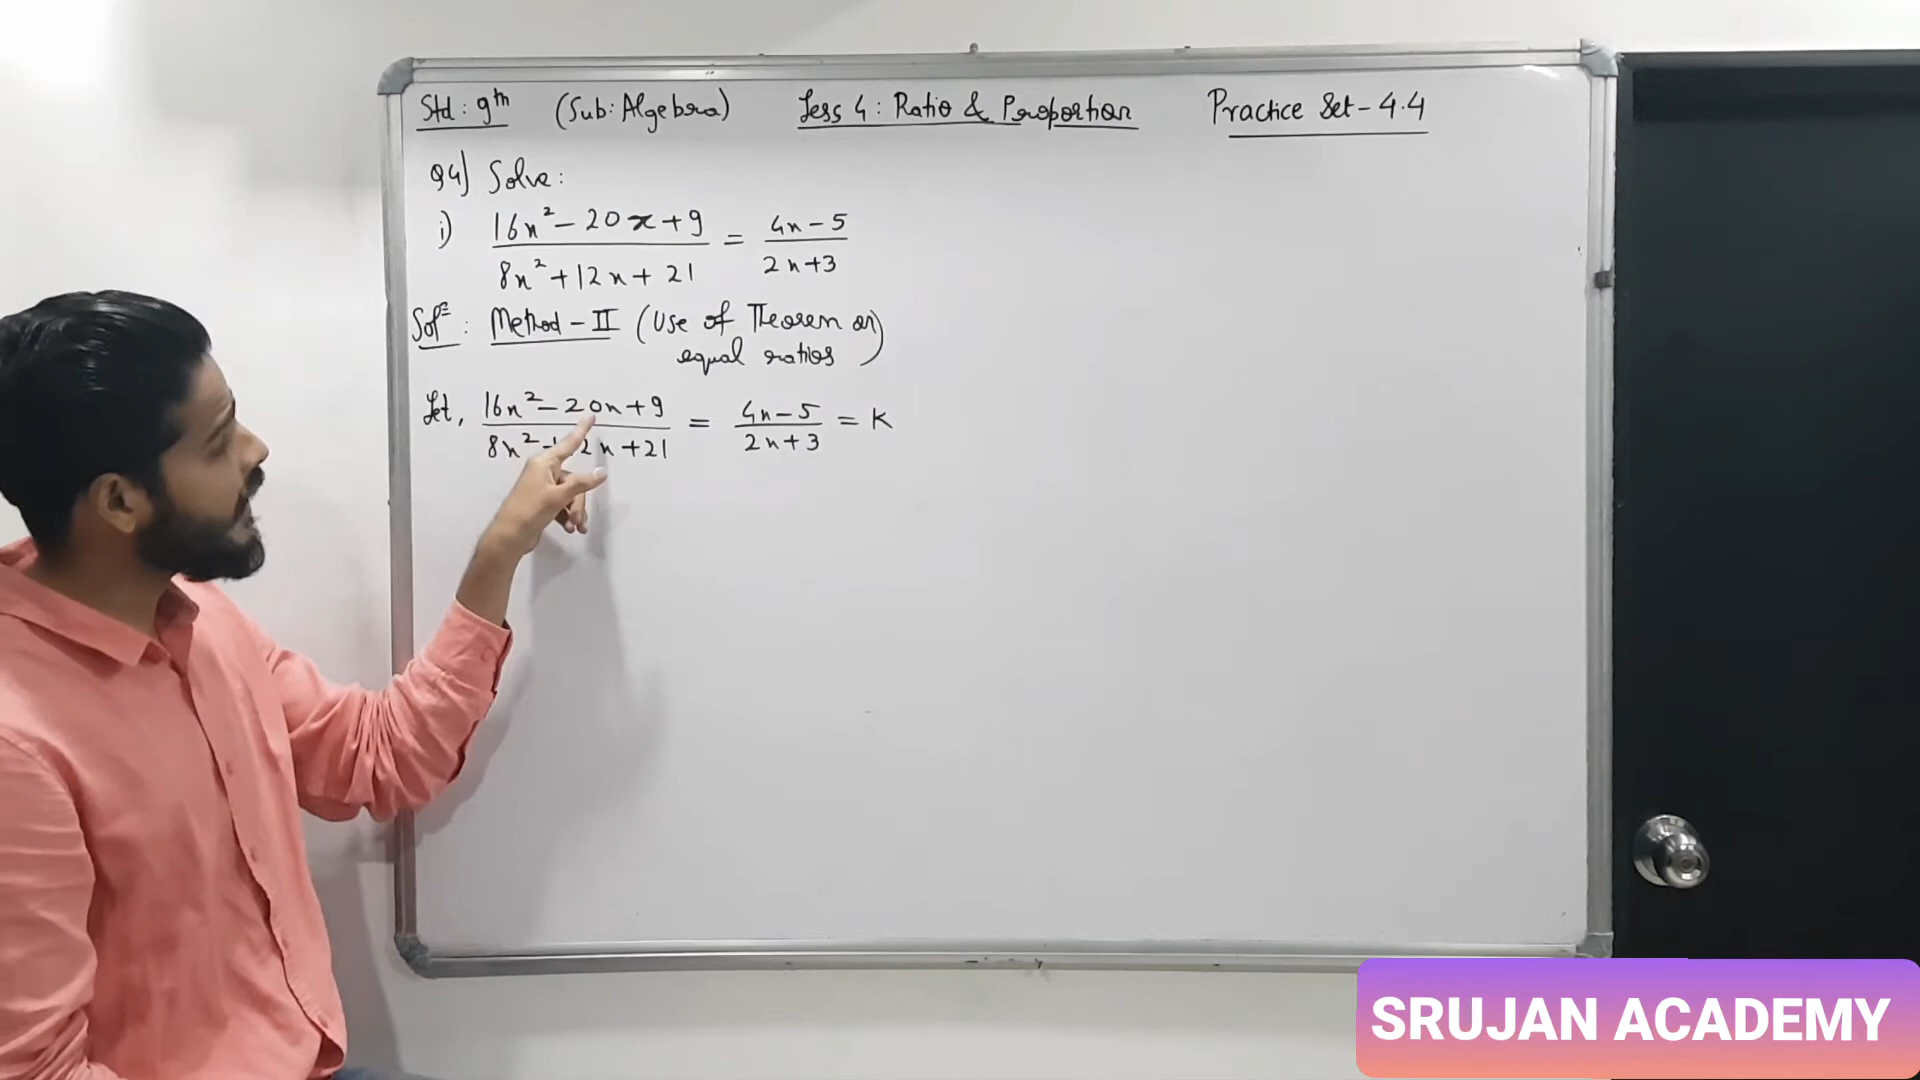 Std: 9th (Sub: Algebra) Less 4: Ratio & Proportion Practice Set-4.4
Q4) Solve:
i) 16x²-20x+9 / 8x²+12x+21 = 4x-5 / 2x+3
Solⁿ: Method-II (Use of Theorem on
equal ratios)
Let, 16x²-20x+9 / 8x²+12x+21 = 4x-5 / 2x+3 = K
SRUJAN ACADEMY